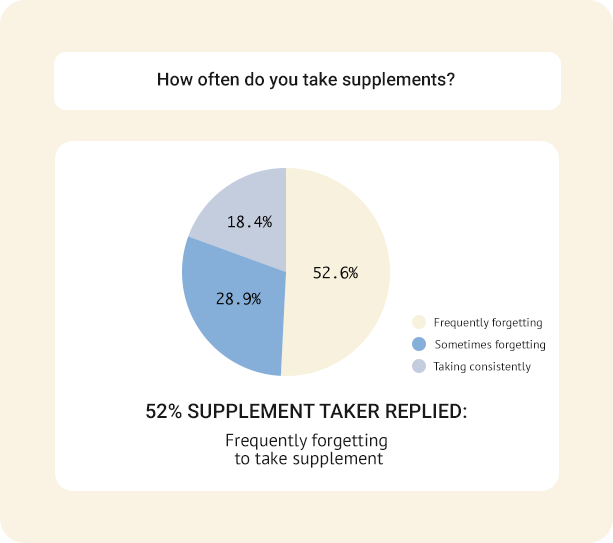 How often do you take supplements?
18.4%
52.6%
28.9%
Frequently forgetting
Sometimes forgetting
Taking consistently
52% SUPPLEMENT TAKER REPLIED:
Frequently forgetting
to take supplement